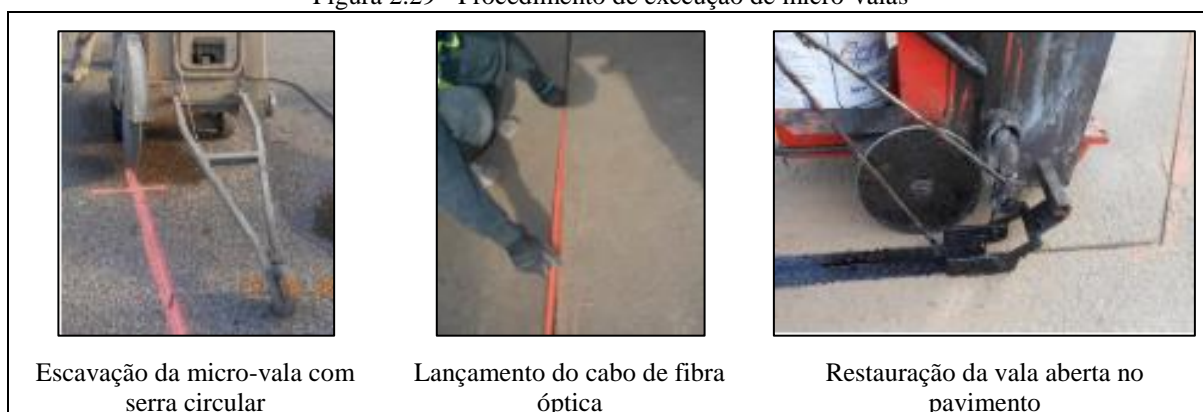 Figura 2.29 - Procedimento de execução de micro-valas
Escavação da micro-vala com
serra circular
Lançamento do cabo de fibra
óptica
Restauração da vala aberta no
pavimento